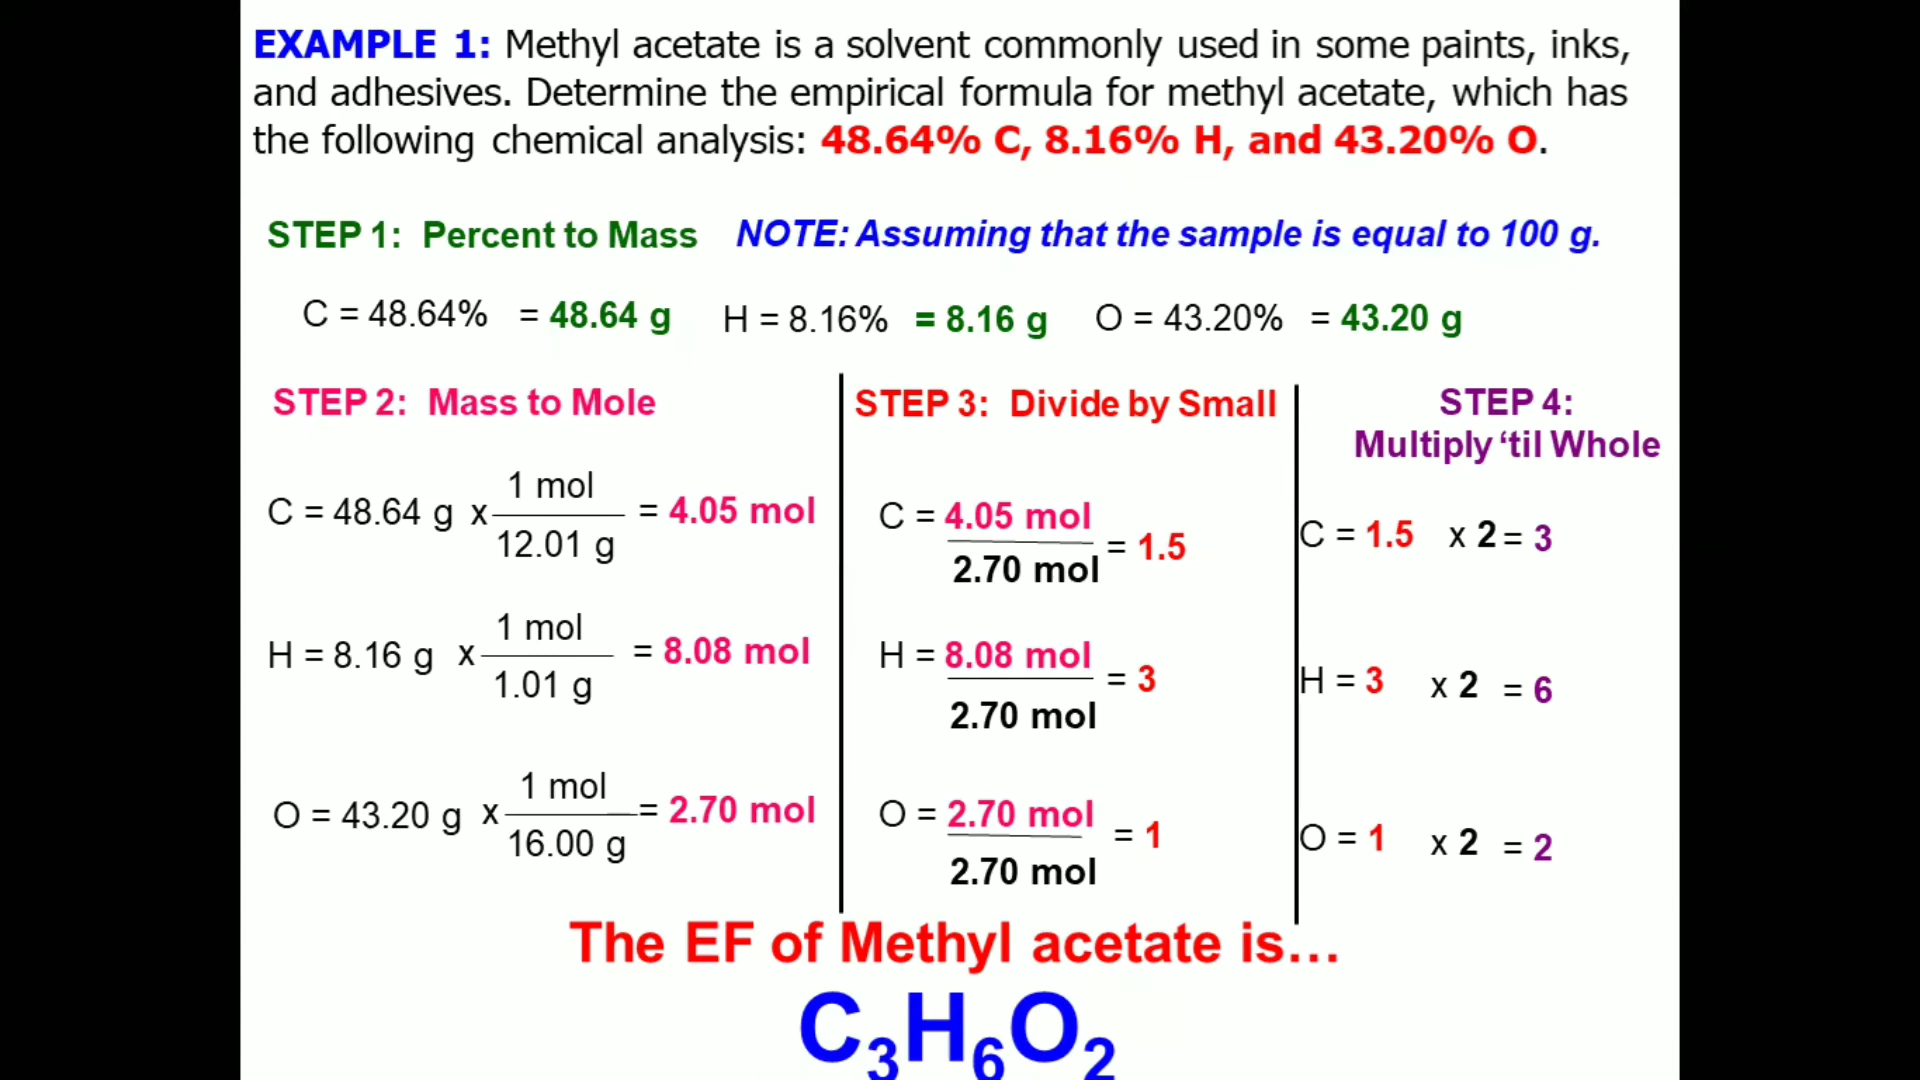 EXAMPLE 1: Methyl acetate is a solvent commonly used in some paints, inks,
and adhesives. Determine the empirical formula for methyl acetate, which has
the following chemical analysis: 48.64% C, 8.16% H, and 43.20% O.
STEP 1: Percent to Mass NOTE: Assuming that the sample is equal to 100 g.
C = 48.64% = 48.64 g H = 8.16% = 8.16 g O = 43.20% = 43.20 g
STEP 2: Mass to Mole
C = 48.64 g x 1 mol / 12.01 g = 4.05 mol
H = 8.16 g x 1 mol / 1.01 g = 8.08 mol
O = 43.20 g x 1 mol / 16.00 g = 2.70 mol
STEP 3: Divide by Small
C = 4.05 mol / 2.70 mol = 1.5
H = 8.08 mol / 2.70 mol = 3
O = 2.70 mol / 2.70 mol = 1
STEP 4:
Multiply ‘til Whole
C = 1.5 x 2 = 3
H = 3 x 2 = 6
O = 1 x 2 = 2
The EF of Methyl acetate is…
C₃H₆O₂